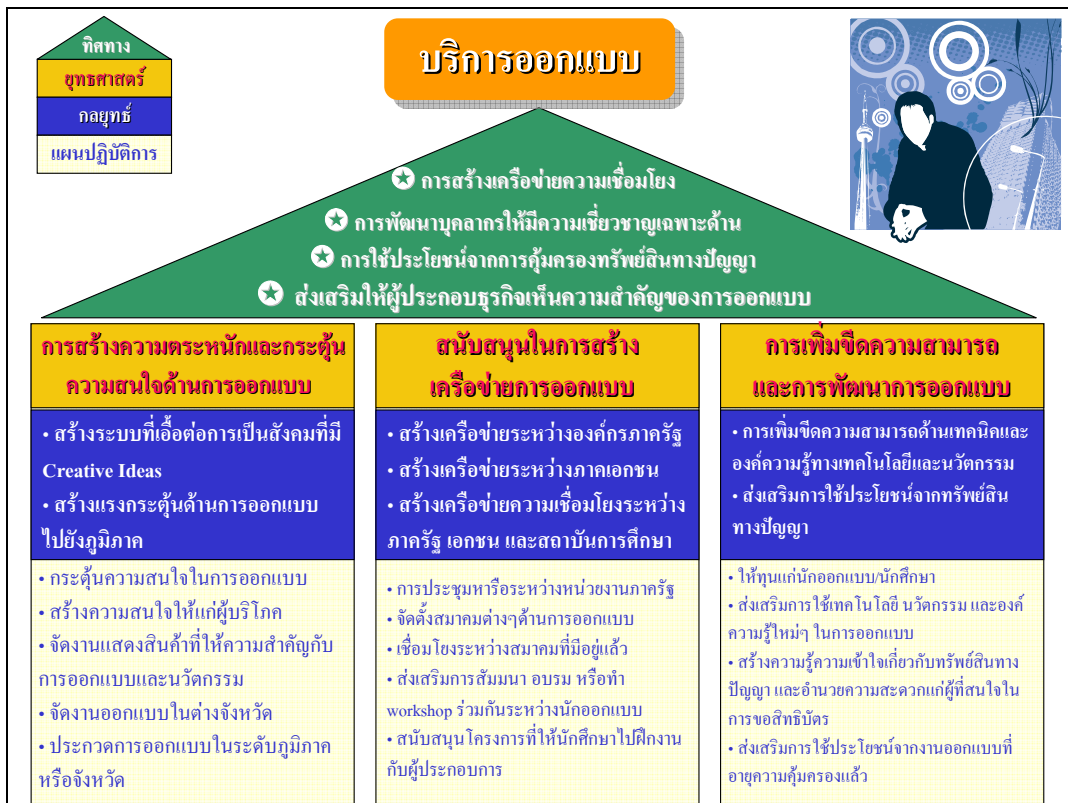 ทิศทาง
ยุทธศาสตร์
กลยุทธ์
แผนปฏิบัติการ
บริการออกแบบ
การสร้างเครือข่ายความเชื่อมโยง
การพัฒนาบุคลากรให้มีความเชี่ยวชาญเฉพาะด้าน
การใช้ประโยชน์จากการคุ้มครองทรัพย์สินทางปัญญา
ส่งเสริมให้ผู้ประกอบธุรกิจเห็นความสำคัญของการออกแบบ
การสร้างความตระหนักและกระตุ้น
ความสนใจด้านการออกแบบ
• สร้างระบบที่เอื้อต่อการเป็นสังคมที่มี
Creative Ideas
• สร้างแรงกระตุ้นด้านการออกแบบ
ไปยังภูมิภาค
• กระตุ้นความสนใจในการออกแบบ
• สร้างความสนใจให้แก่ผู้บริโภค
• จัดงานแสดงสินค้าที่ให้ความสำคัญกับ
การออกแบบและนวัตกรรม
• จัดงานออกแบบในต่างจังหวัด
• ประกวดการออกแบบในระดับภูมิภาค
หรือจังหวัด
สนับสนุนในการสร้าง
เครือข่ายการออกแบบ
• สร้างเครือข่ายระหว่างองค์กรภาครัฐ
• สร้างเครือข่ายระหว่างภาคเอกชน
• สร้างเครือข่ายความเชื่อมโยงระหว่าง
ภาครัฐ เอกชน และสถาบันการศึกษา
• การประชุมหารือระหว่างหน่วยงานภาครัฐ
• จัดตั้งสมาคมต่างๆด้านการออกแบบ
• เชื่อมโยงระหว่างสมาคมที่มีอยู่แล้ว
• ส่งเสริมการสัมมนา อบรม หรือทำ
workshop ร่วมกันระหว่างนักออกแบบ
• สนับสนุนโครงการที่ให้นักศึกษาไปฝึกงาน
กับผู้ประกอบการ
การเพิ่มขีดความสามารถ
และการพัฒนาการออกแบบ
• การเพิ่มขีดความสามารถด้านเทคนิคและ
องค์ความรู้ทางเทคโนโลยีและนวัตกรรม
• ส่งเสริมการใช้ประโยชน์จากทรัพย์สิน
ทางปัญญา
• ให้ทุนแก่นักออกแบบ/นักศึกษา
• ส่งเสริมการใช้เทคโนโลยี นวัตกรรม และองค์
ความรู้ใหม่ๆ ในการออกแบบ
• สร้างความรู้ความเข้าใจเกี่ยวกับทรัพย์สินทาง
ปัญญา และอำนวยความสะดวกแก่ผู้ที่สนใจใน
การขอสิทธิบัตร
• ส่งเสริมการใช้ประโยชน์จากงานออกแบบที่
อายุความคุ้มครองแล้ว